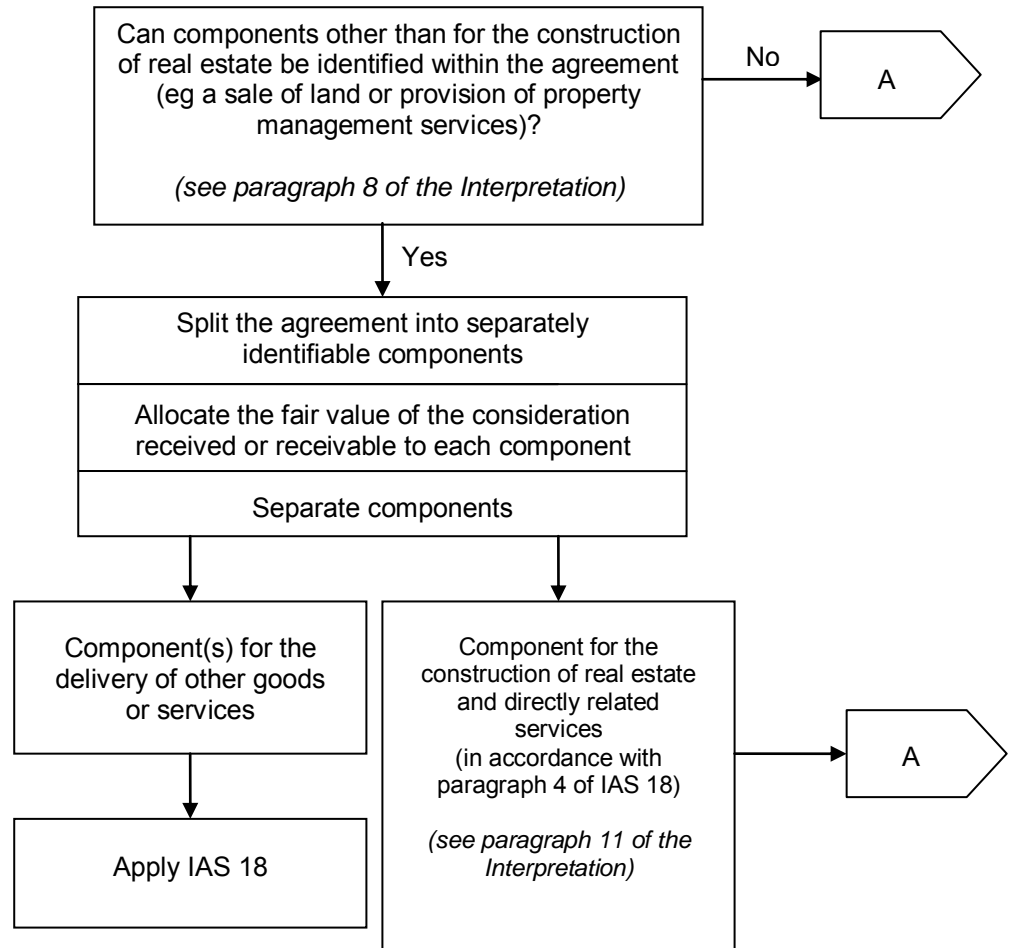 Can components other than for the construction
of real estate be identified within the agreement
(eg a sale of land or provision of property
management services)?
(see paragraph 8 of the Interpretation)
No
A
Yes
Split the agreement into separately
identifiable components
Allocate the fair value of the consideration
received or receivable to each component
Separate components
Component(s) for the
delivery of other goods
or services
Apply IAS 18
Component for the
construction of real estate
and directly related
services
(in accordance with
paragraph 4 of IAS 18)
(see paragraph 11 of the
Interpretation)
A